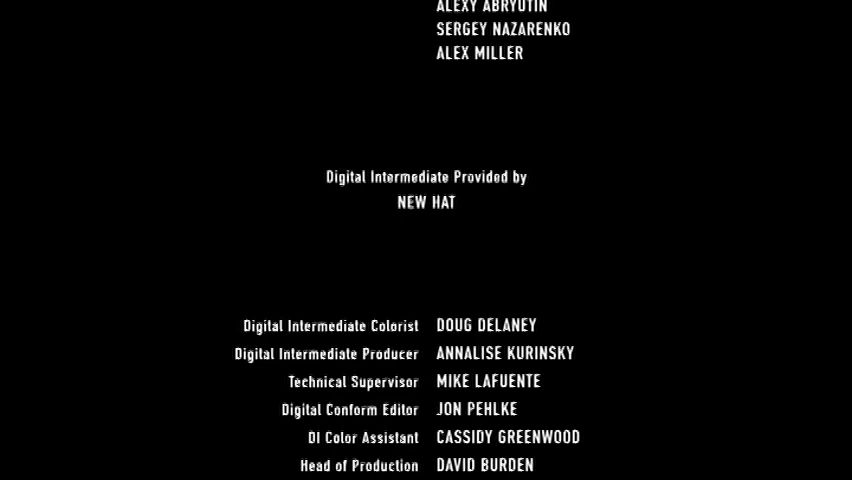 ALEXY ABRYUTIN
SERGEY NAZARENKO
ALEX MILLER
Digital Intermediate Provided by
NEW HAT
Digital Intermediate Colorist DOUG DELANEY
Digital Intermediate Producer ANNALISE KURINSKY
Technical Supervisor MIKE LAFUENTE
Digital Conform Editor JON PEHLKE
DI Color Assistant CASSIDY GREENWOOD
Head of Production DAVID BURDEN